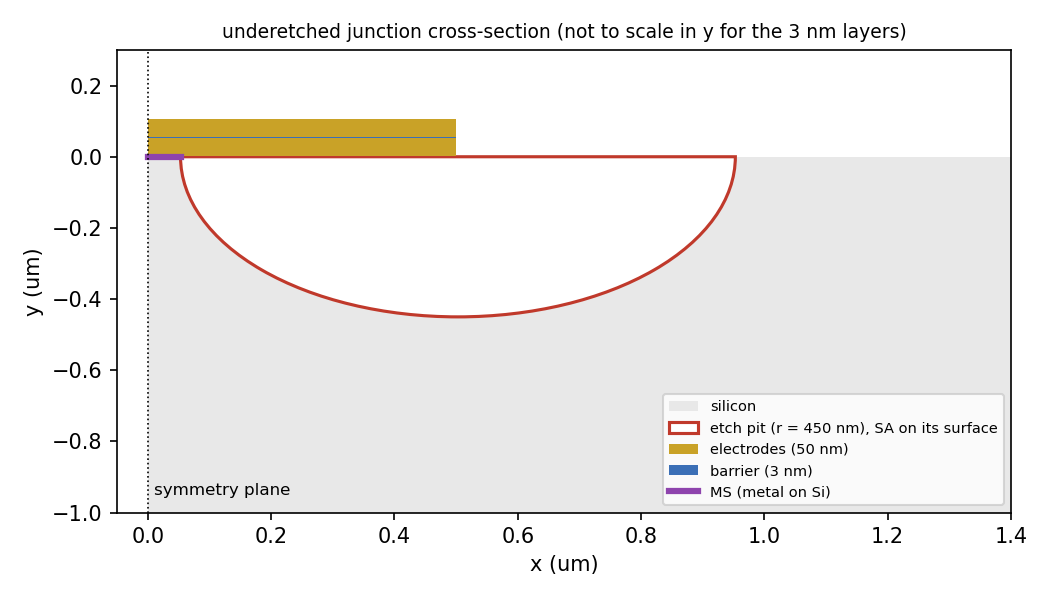 underetched junction cross-section (not to scale in y for the 3 nm layers)
0.2
0.0
−0.2
−0.4
−0.6
−0.8
−1.0
y (um)
silicon
etch pit (r = 450 nm), SA on its surface
electrodes (50 nm)
barrier (3 nm)
MS (metal on Si)
symmetry plane
0.0 0.2 0.4 0.6 0.8 1.0 1.2 1.4
x (um)